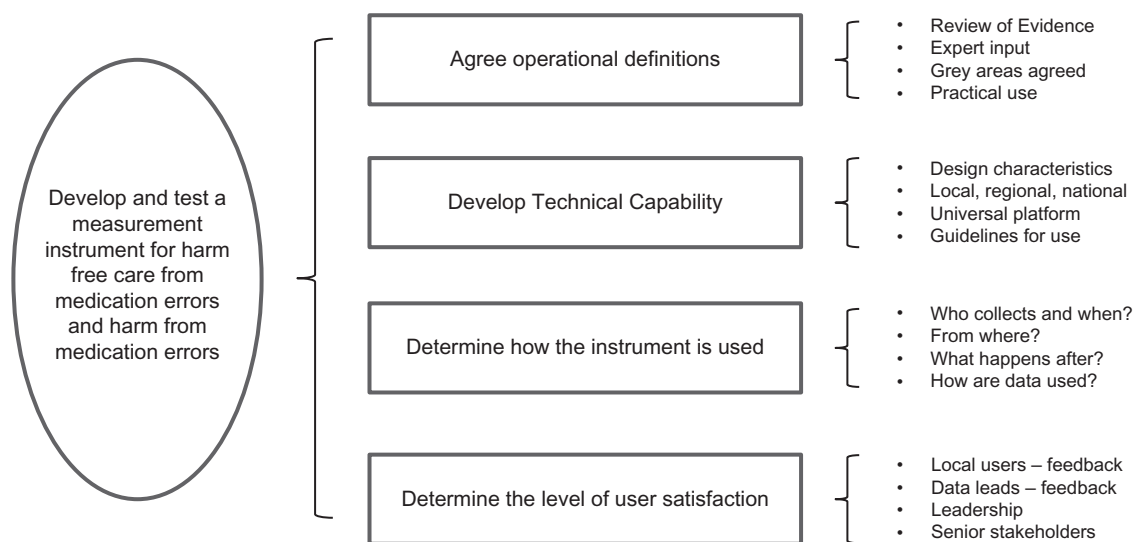 Develop and test a
measurement
instrument for harm
free care from
medication errors
and harm from
medication errors
Agree operational definitions
• Review of Evidence
• Expert input
• Grey areas agreed
• Practical use
Develop Technical Capability
• Design characteristics
• Local, regional, national
• Universal platform
• Guidelines for use
Determine how the instrument is used
• Who collects and when?
• From where?
• What happens after?
• How are data used?
Determine the level of user satisfaction
• Local users – feedback
• Data leads – feedback
• Leadership
• Senior stakeholders